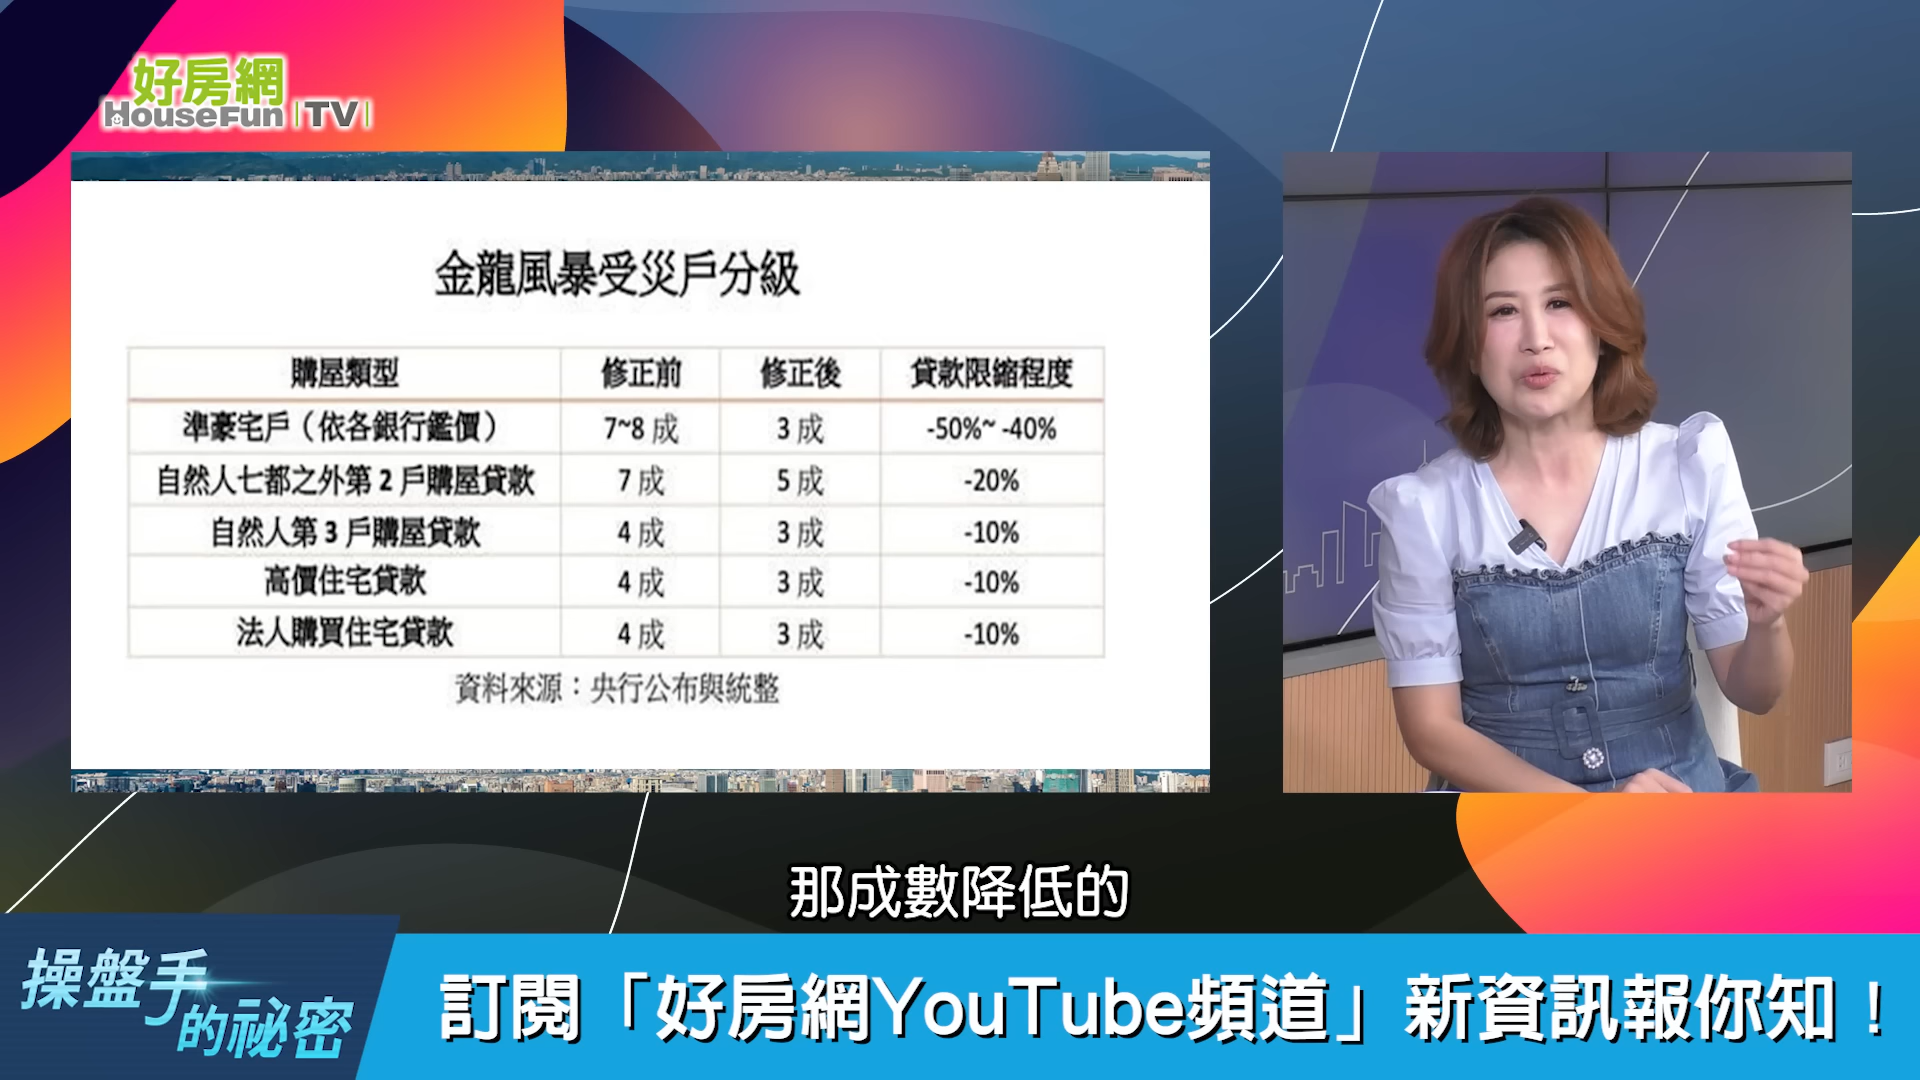 好房網
HouseFun TV
金龍風暴受災戶分級
購屋類型 修正前 修正後 貸款限縮程度
準豪宅戶（依各銀行鑑價） 7~8 成 3 成 -50%~ -40%
自然人七都之外第 2 戶購屋貸款 7 成 5 成 -20%
自然人第 3 戶購屋貸款 4 成 3 成 -10%
高價住宅貸款 4 成 3 成 -10%
法人購買住宅貸款 4 成 3 成 -10%
資料來源：央行公布與統整
那成數降低的
操盤手
的祕密
訂閱「好房網YouTube頻道」新資訊報你知！